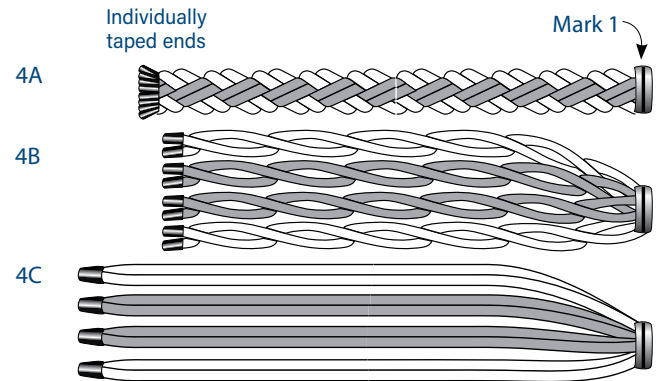 Individually
taped ends
Mark 1
4A
4B
4C